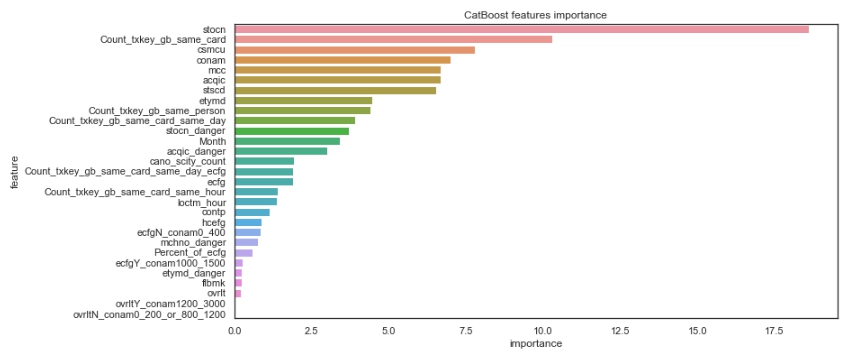 CatBoost features importance
stocn
Count_txkey_gb_same_card
csmcu
conam
mcc
acqic
stscd
etymd
Count_txkey_gb_same_person
Count_txkey_gb_same_card_same_day
stocn_danger
Month
acqic_danger
cano_scity_count
Count_txkey_gb_same_card_same_day_ecfg
ecfg
Count_txkey_gb_same_card_same_hour
loctm_hour
contp
hcefg
ecfgN_conam0_400
mchno_danger
Percent_of_ecfg
ecfgY_conam1000_1500
etymd_danger
flbmk
ovrlt
ovrltY_conam1200_3000
ovrltN_conam0_200_or_800_1200
feature
0.0 2.5 5.0 7.5 10.0 12.5 15.0 17.5
importance